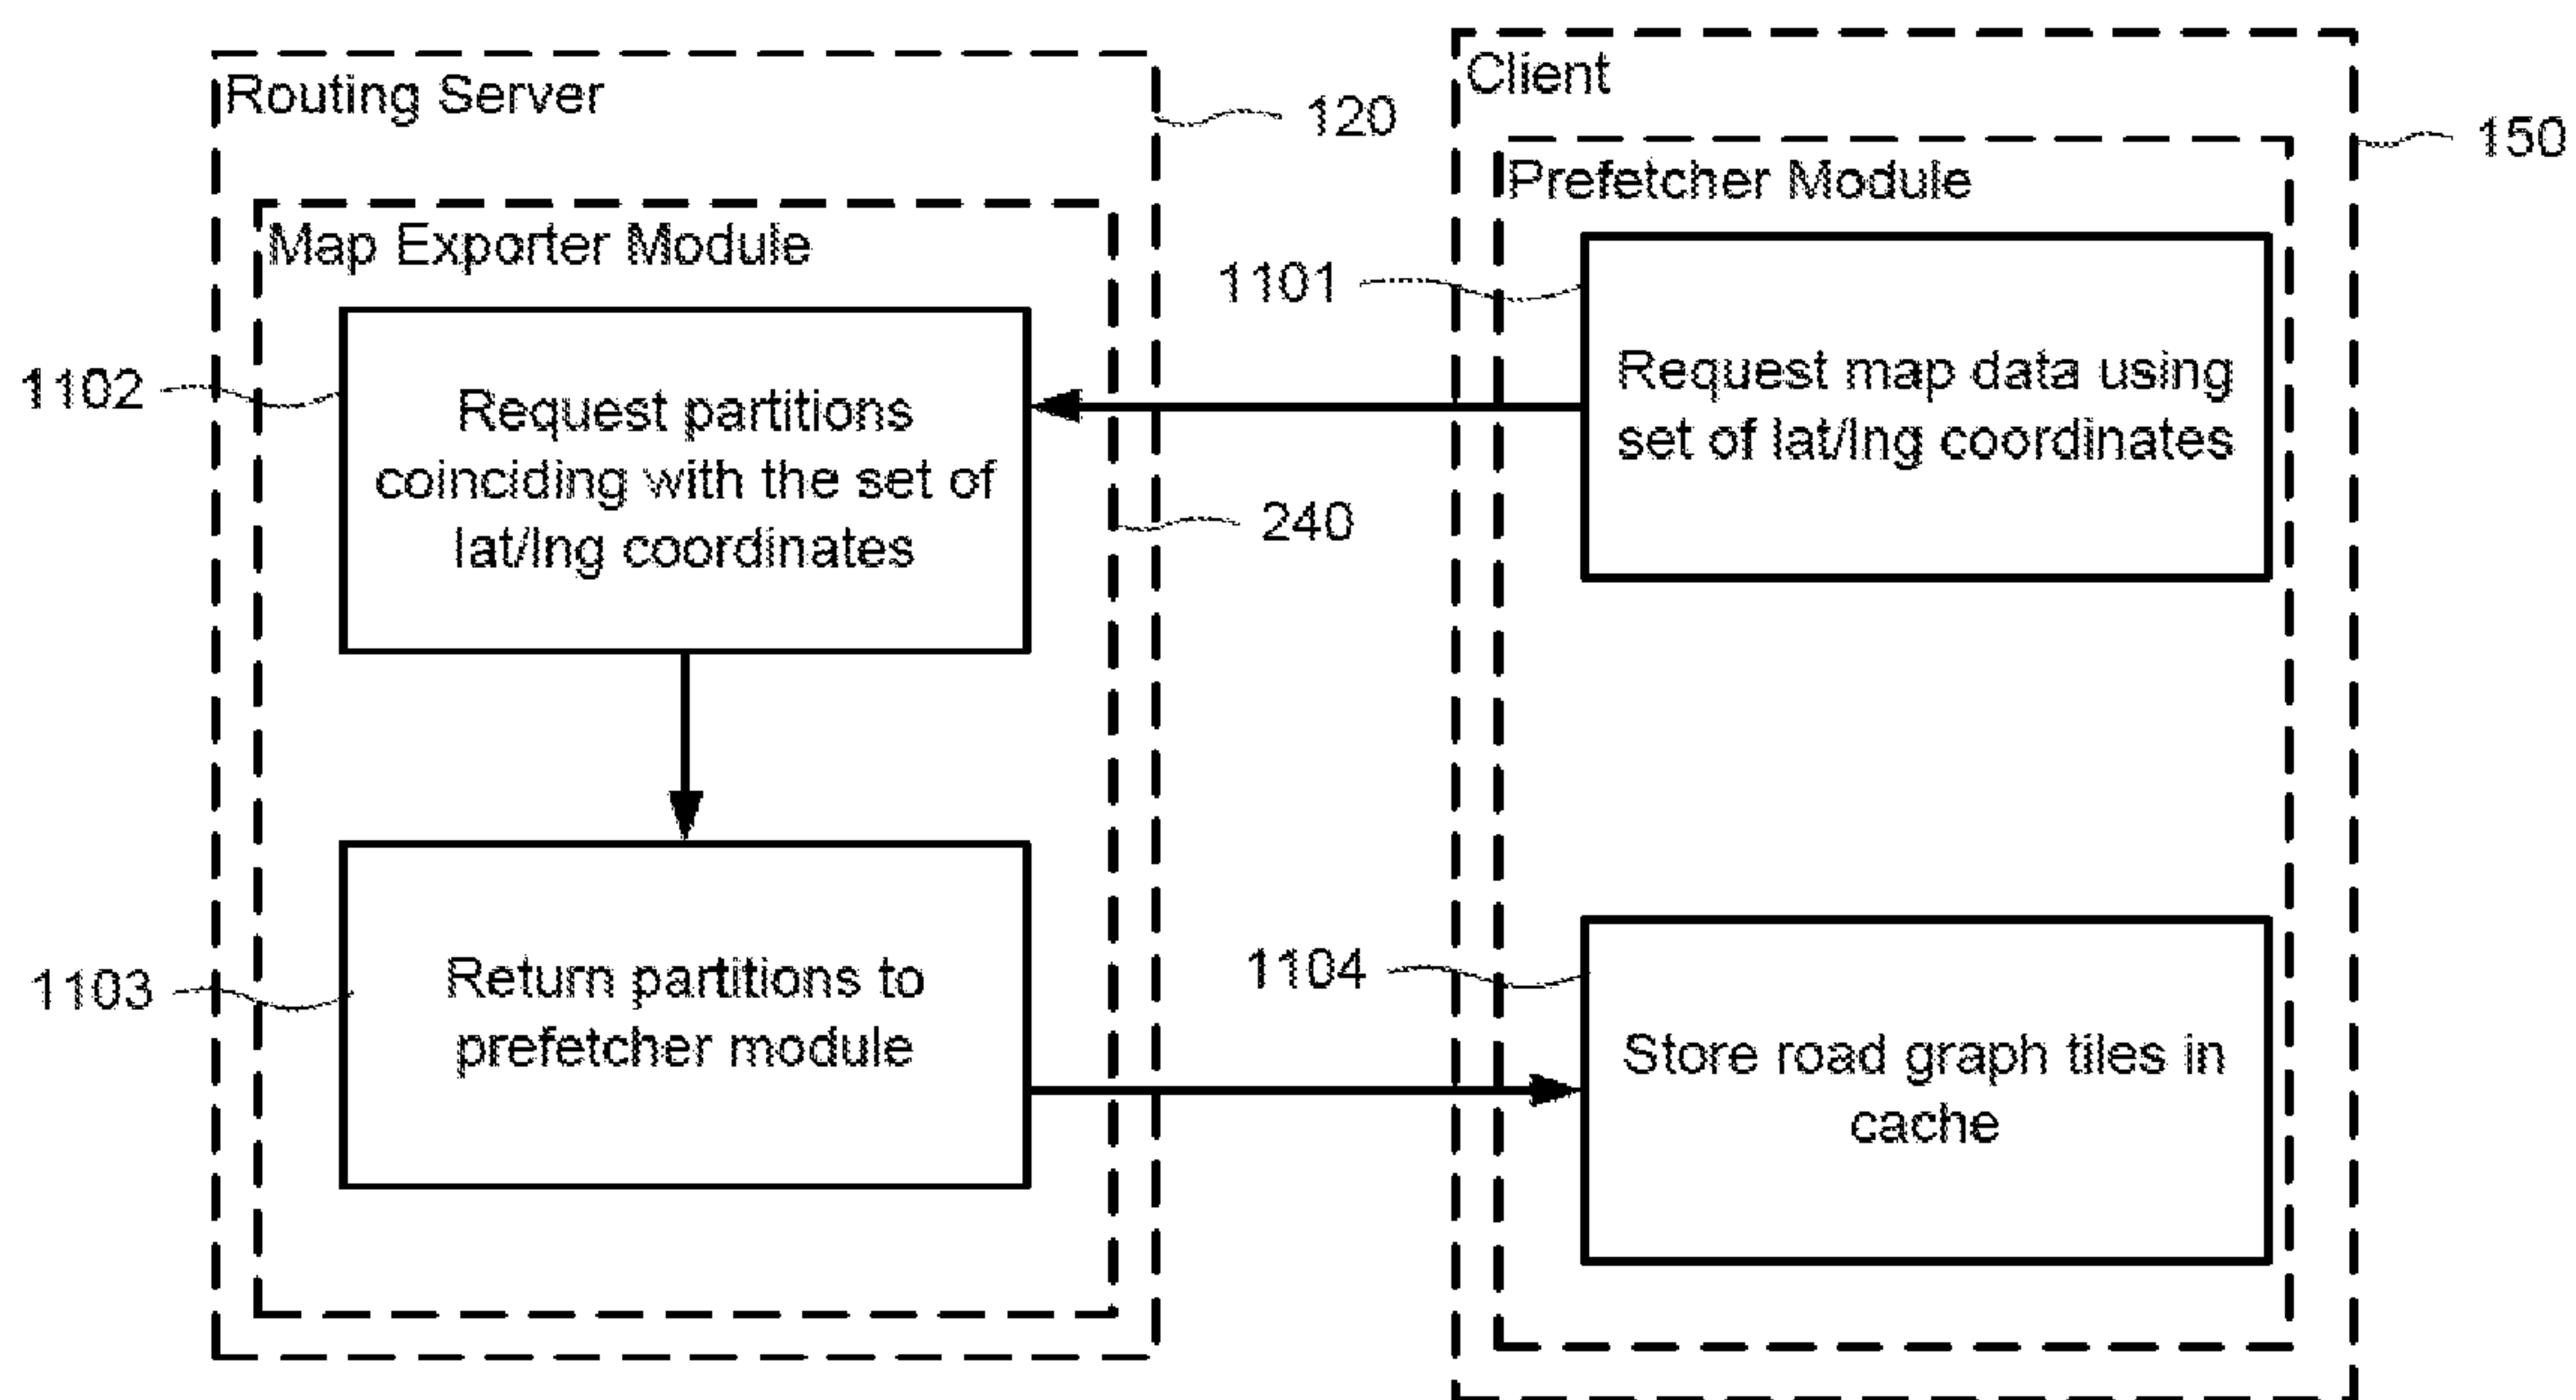 Routing Server
120
Map Exporter Module
1102
Request partitions
coinciding with the set of
lat/lng coordinates
240
1103
Return partitions to
prefetcher module
Client
150
Prefetcher Module
1101
Request map data using
set of lat/lng coordinates
1104
Store road graph tiles in
cache